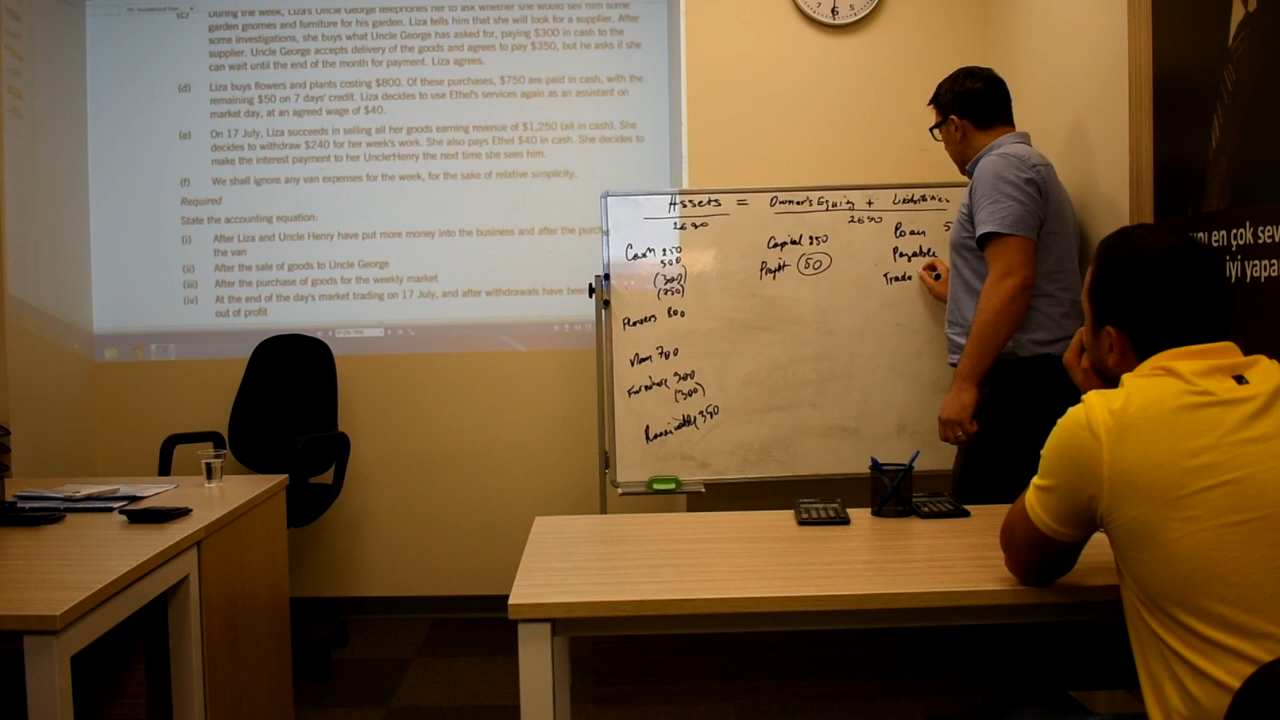 (c) During the week, Liza's Uncle George telephones her to ask whether she would sell him some
garden gnomes and furniture for his garden. Liza tells him that she will look for a supplier. After
some investigations, she buys what Uncle George has asked for, paying $300 in cash to the
supplier. Uncle George accepts delivery of the goods and agrees to pay $350, but he asks if she
can wait until the end of the month for payment. Liza agrees.
(d) Liza buys flowers and plants costing $800. Of these purchases, $750 are paid in cash, with the
remaining $50 on 7 days' credit. Liza decides to use Ethel's services again as an assistant on
market day, at an agreed wage of $40.
(e) On 17 July, Liza succeeds in selling all her goods earning revenue of $1,250 (all in cash). She
decides to withdraw $240 for her week's work. She also pays Ethel $40 in cash. She decides to
make the interest payment to her Uncle Henry the next time she sees him.
(f) We shall ignore any van expenses for the week, for the sake of relative simplicity.
Required
State the accounting equation:
(i) After Liza and Uncle Henry have put more money into the business and after the
the van
(ii) After the sale of goods to Uncle George
(iii) After the purchase of goods for the weekly market
(iv) At the end of the day's market trading on 17 July, and after withdrawals have been
out of profit
Assets = Owner's Equity + Liabilities
Capital
Profit (50)
Loan
Payable
Trade
Cash
500
(300)
Flowers 800
Van 700
Furniture 300
(300)
Receivable 350
7 6 5
en çok sev
iyi yapa